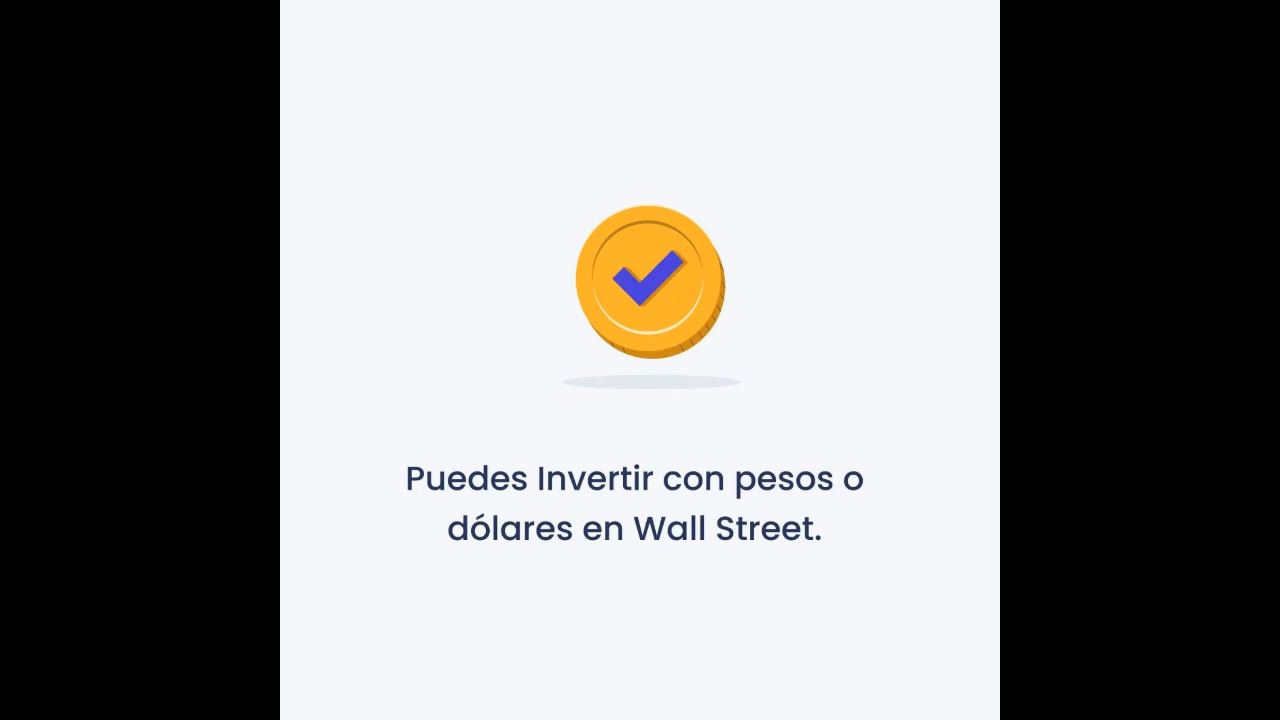 Puedes Invertir con pesos o
dólares en Wall Street.